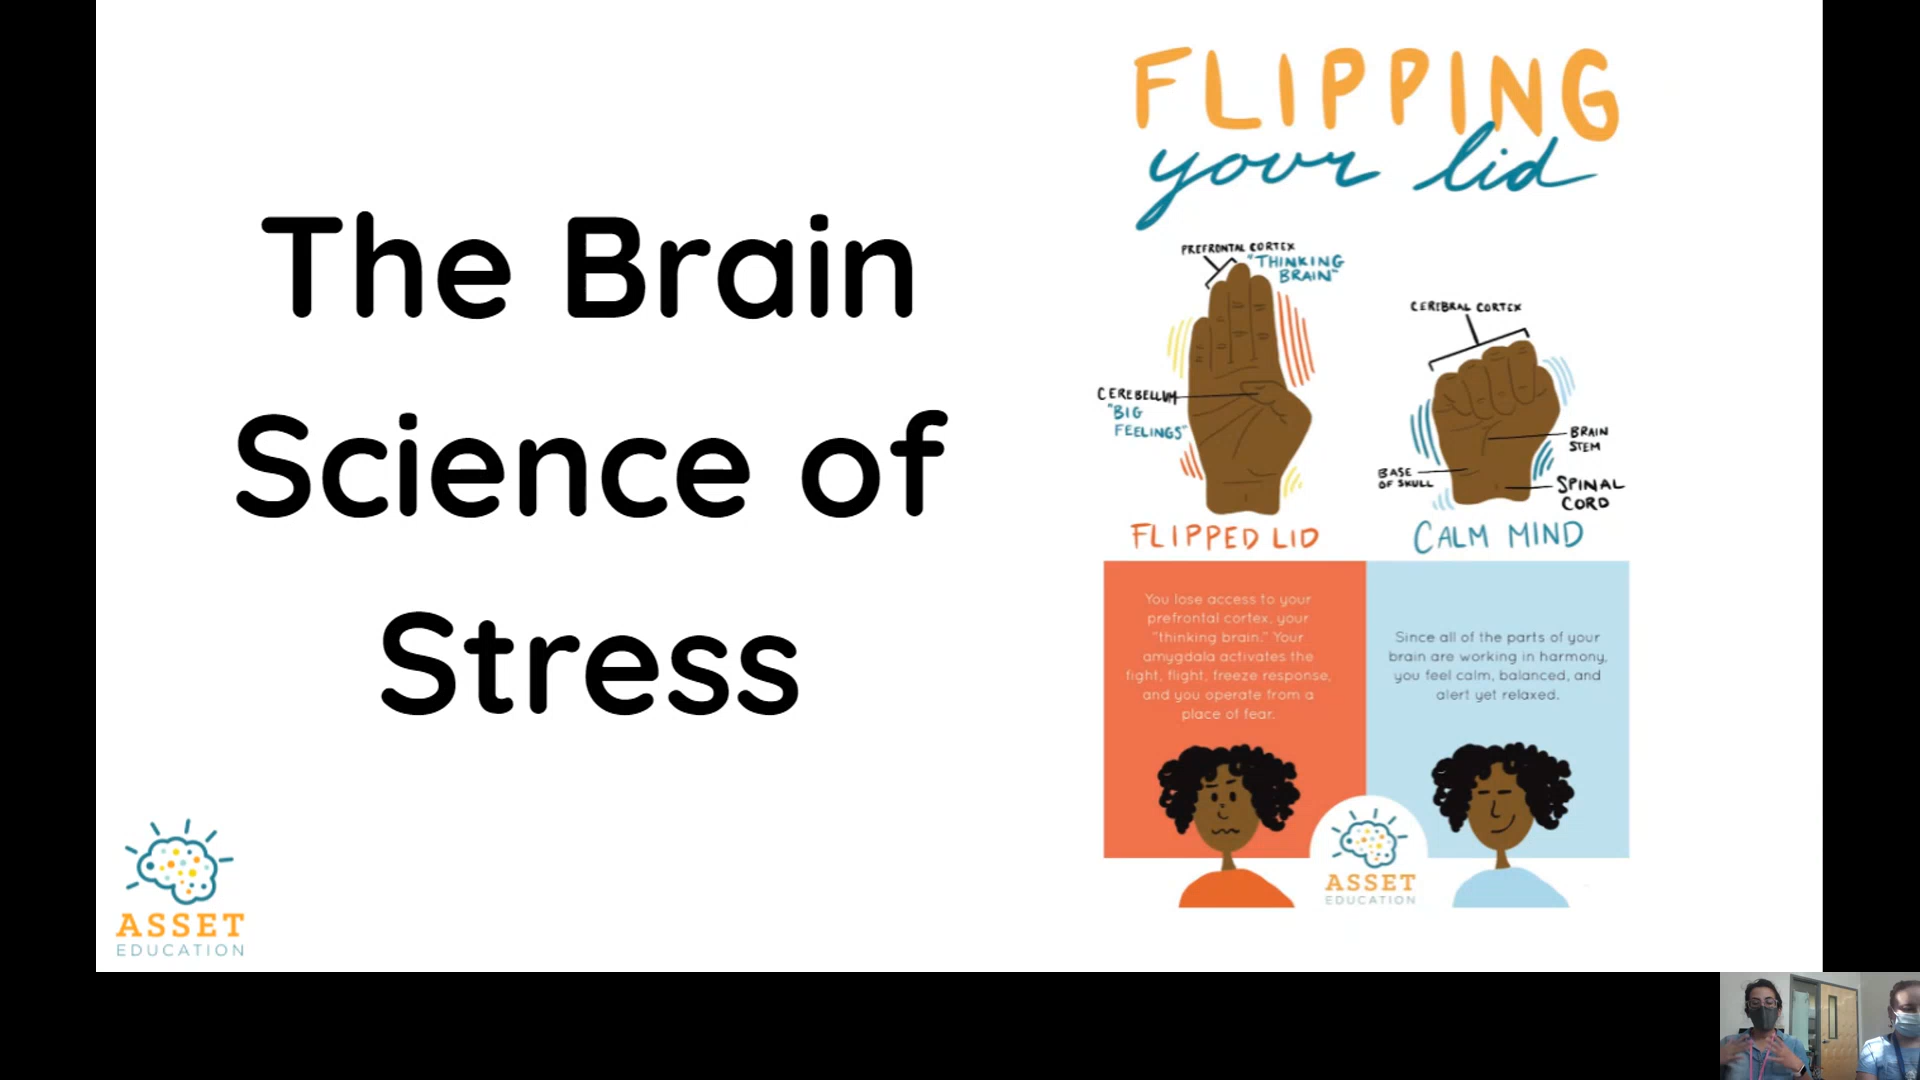 The Brain
Science of
Stress
ASSET
EDUCATION
FLIPPING
your lid
PREFRONTAL CORTEX
"THINKING
BRAIN"
CEREBELLUM
"BIG
FEELINGS"
FLIPPED LID
CEREBRAL CORTEX
BRAIN
STEM
BASE
OF SKULL
SPINAL
CORD
CALM MIND
You lose access to your
prefrontal cortex, your
"thinking brain." Your
amygdala activates the
fight, flight, freeze response,
and you operate from a
place of fear.
Since all of the parts of your
brain are working in harmony,
you feel calm, balanced, and
alert yet relaxed.
ASSET
EDUCATION